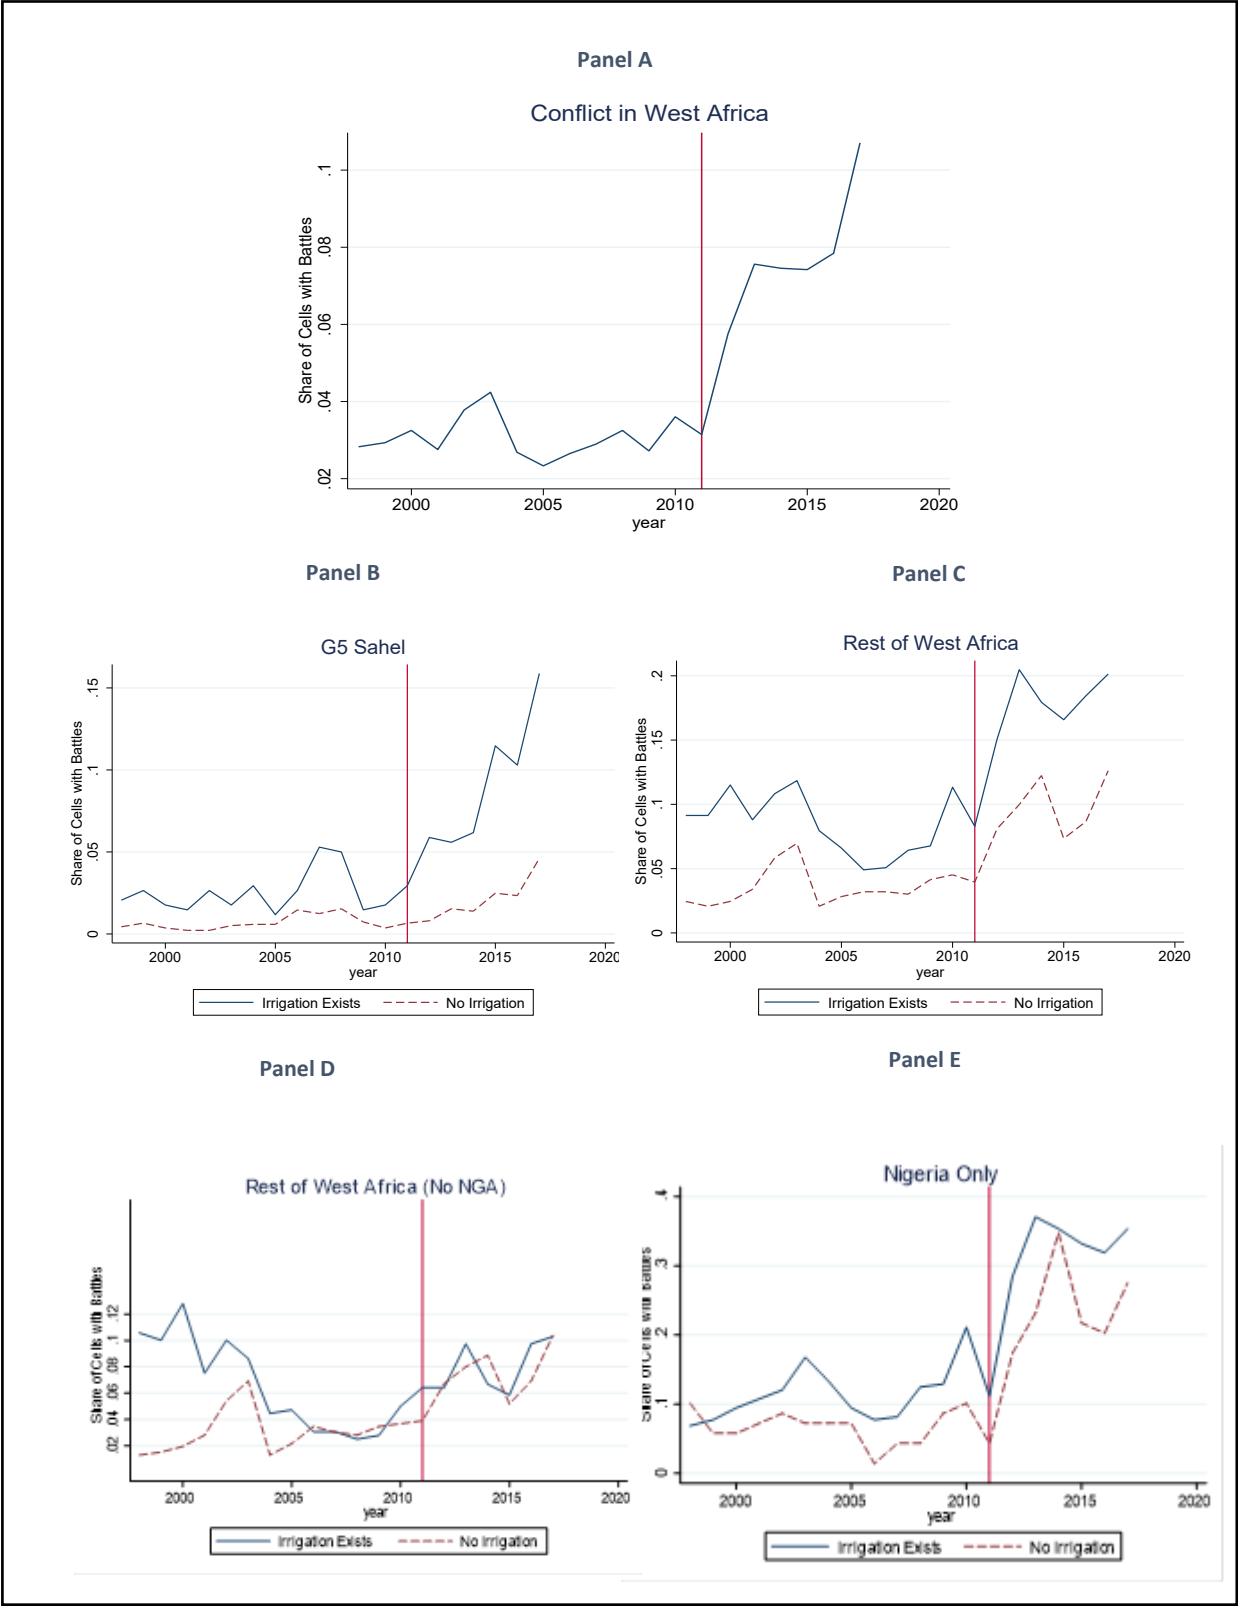 Panel A
Conflict in West Africa
Share of Cells with Battles
.1
.08
.06
.04
.02
2000 2005 2010 2015 2020
year
Panel B
G5 Sahel
Share of Cells with Battles
.15
.1
.05
0
2000 2005 2010 2015 2020
year
Irrigation Exists No Irrigation
Panel C
Rest of West Africa
Share of Cells with Battles
.2
.15
.1
.05
0
2000 2005 2010 2015 2020
year
Irrigation Exists No Irrigation
Panel D
Rest of West Africa (No NGA)
Share of Cells with Battles
.12
.1
.08
.06
.04
.02
2000 2005 2010 2015 2020
year
Irrigation Exists No Irrigation
Panel E
Nigeria Only
Share of Cells with Battles
.4
.3
.2
.1
0
2000 2005 2010 2015 2020
year
Irrigation Exists No Irrigation